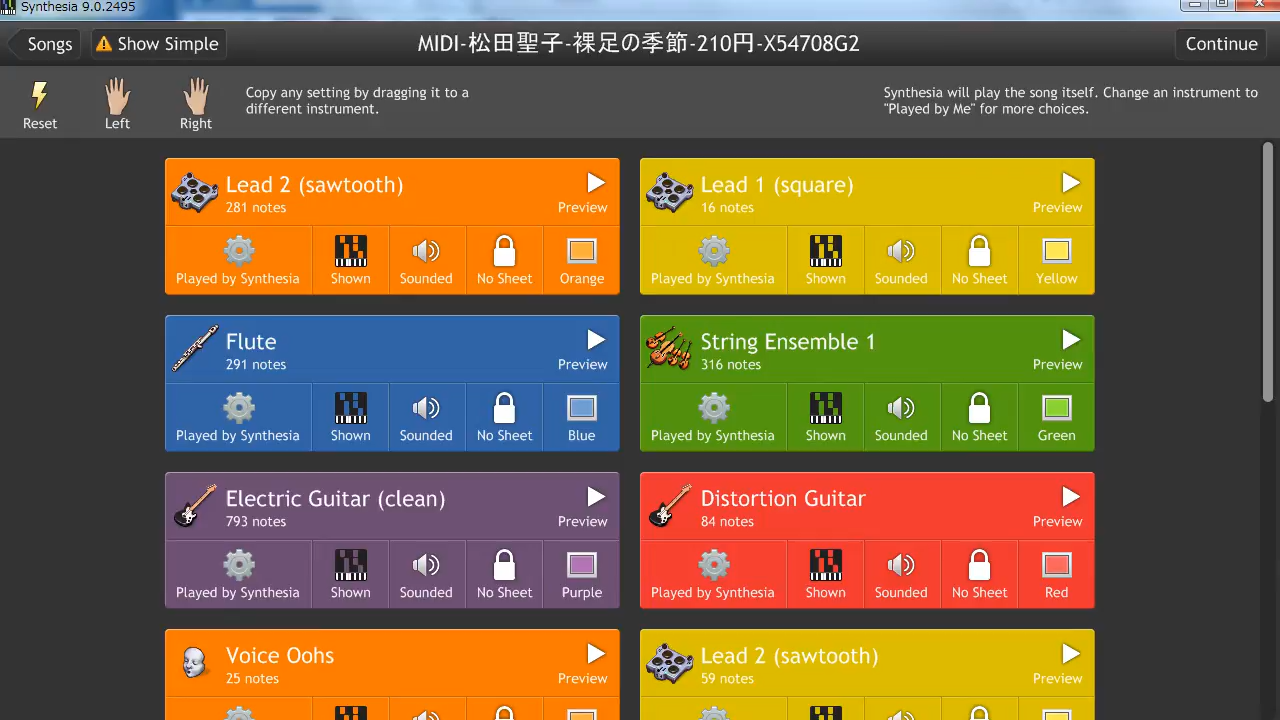 Synthesia 9.0.2495
Songs
Show Simple
MIDI-松田聖子-裸足の季節-210円-X54708G2
Continue
Reset
Left
Right
Copy any setting by dragging it to a
different instrument.
Synthesia will play the song itself. Change an instrument to
"Played by Me" for more choices.
Lead 2 (sawtooth)
281 notes
Preview
Played by Synthesia
Shown
Sounded
No Sheet
Orange
Lead 1 (square)
16 notes
Preview
Played by Synthesia
Shown
Sounded
No Sheet
Yellow
Flute
291 notes
Preview
Played by Synthesia
Shown
Sounded
No Sheet
Blue
String Ensemble 1
316 notes
Preview
Played by Synthesia
Shown
Sounded
No Sheet
Green
Electric Guitar (clean)
793 notes
Preview
Played by Synthesia
Shown
Sounded
No Sheet
Purple
Distortion Guitar
84 notes
Preview
Played by Synthesia
Shown
Sounded
No Sheet
Red
Voice Oohs
25 notes
Preview
Lead 2 (sawtooth)
59 notes
Preview